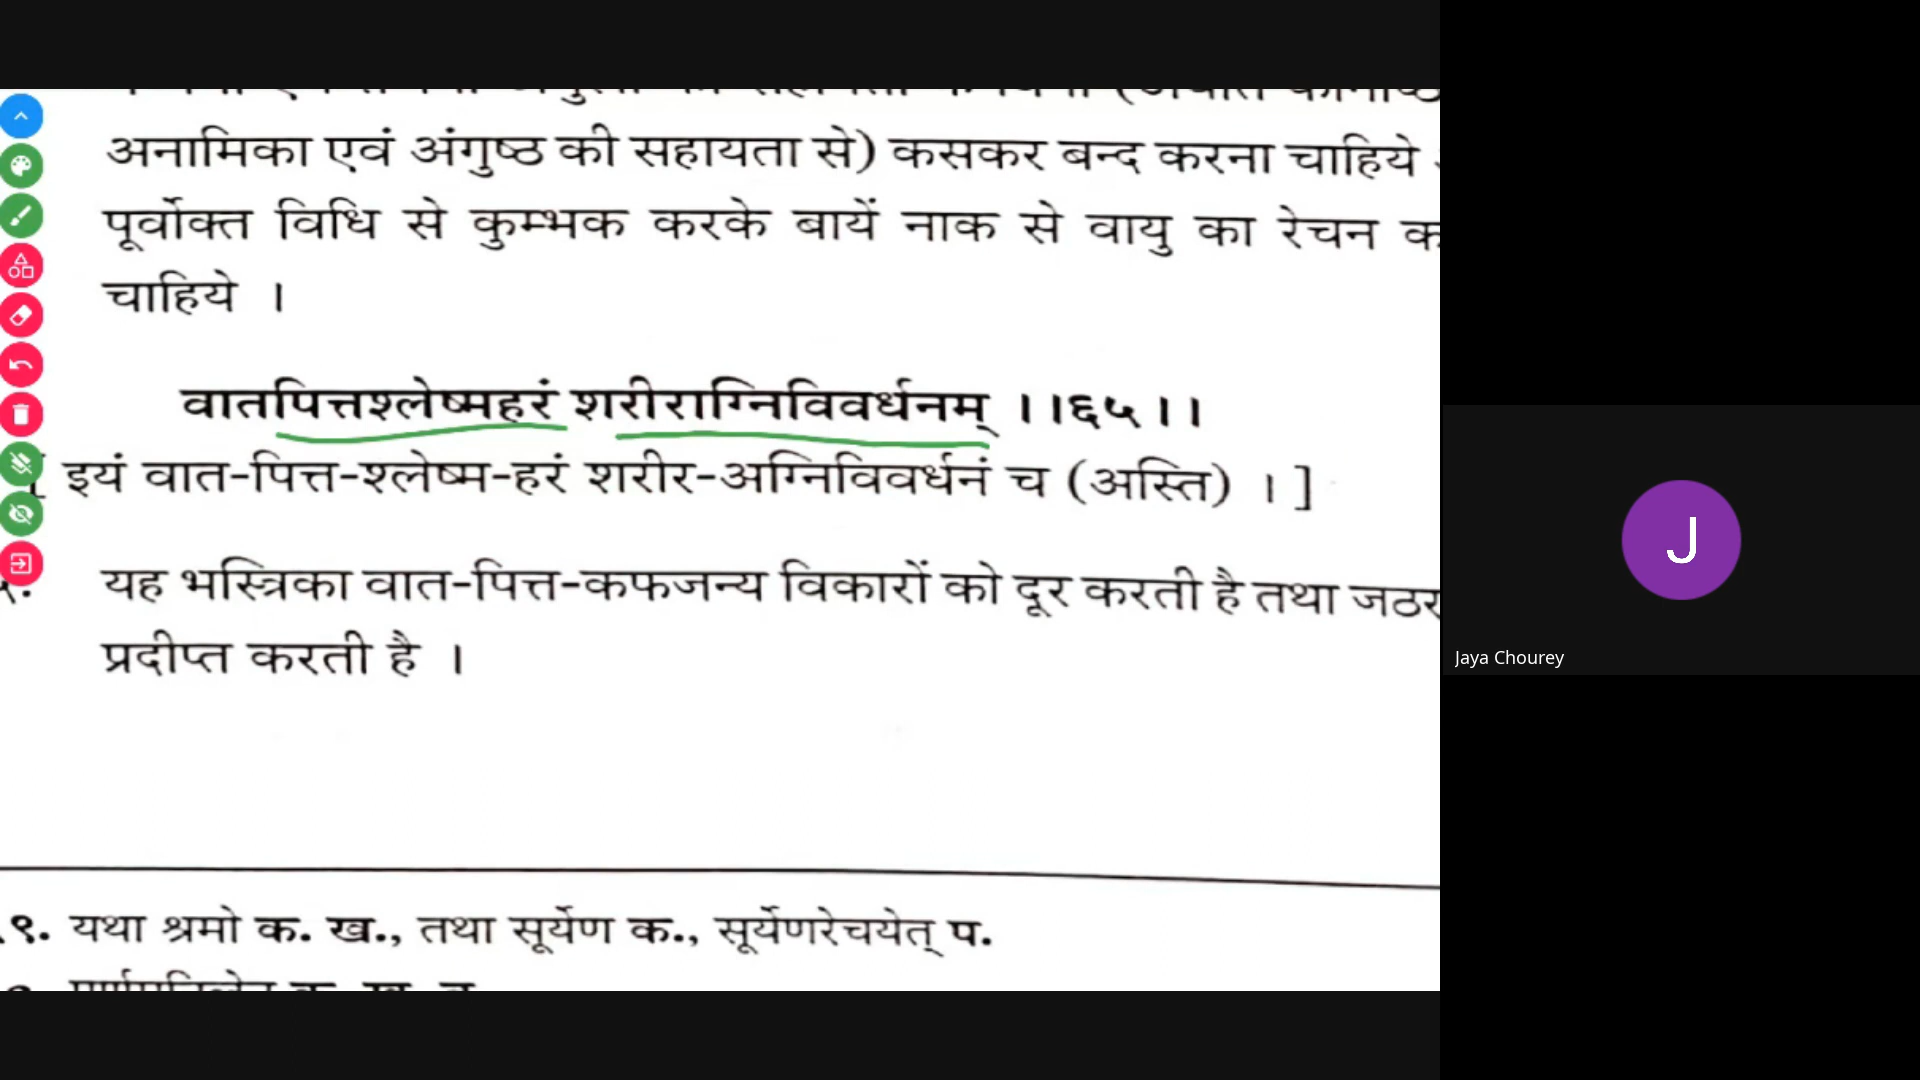 अनामिका एवं अंगुष्ठ की सहायता से) कसकर बन्द करना चाहिये
पूर्वोक्त विधि से कुम्भक करके बायें नाक से वायु का रेचन क
चाहिये ।
वातपित्तश्लेष्महरं शरीराग्निविवर्धनम् ।।६५।।
[ इयं वात-पित्त-श्लेष्म-हरं शरीर-अग्निविवर्धनं च (अस्ति) । ]
यह भस्त्रिका वात-पित्त-कफजन्य विकारों को दूर करती है तथा जठर
प्रदीप्त करती है ।
९. यथा श्रमो क. ख., तथा सूर्येण क., सूर्येणरेचयेत् प.
J
Jaya Chourey